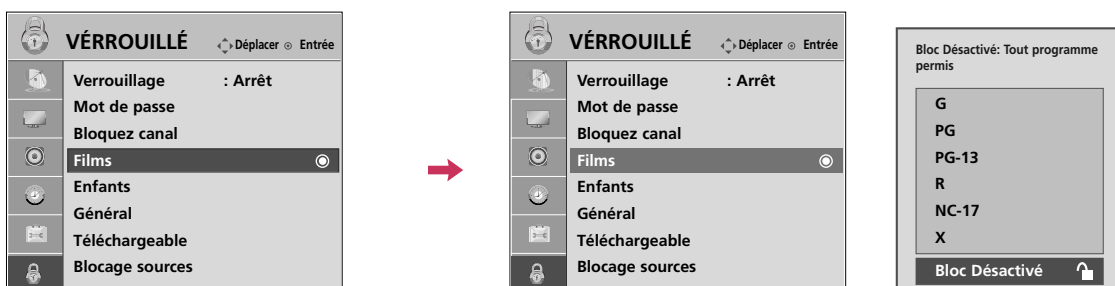 VÉRROUILLÉ Déplacer Entrée
Verrouillage : Arrêt
Mot de passe
Bloquez canal
Films
Enfants
Général
Téléchargeable
Blocage sources
VÉRROUILLÉ Déplacer Entrée
Verrouillage : Arrêt
Mot de passe
Bloquez canal
Films
Enfants
Général
Téléchargeable
Blocage sources
Bloc Désactivé: Tout programme
permis
G
PG
PG-13
R
NC-17
X
Bloc Désactivé